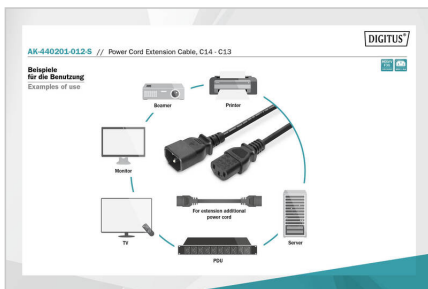 DIGITUS®
AK-440201-012-S // Power Cord Extension Cable, C14 - C13
Beispiele
für die Benutzung
Examples of use
Beamer
Printer
Monitor
For extension additional
power cord
TV
Server
PDU